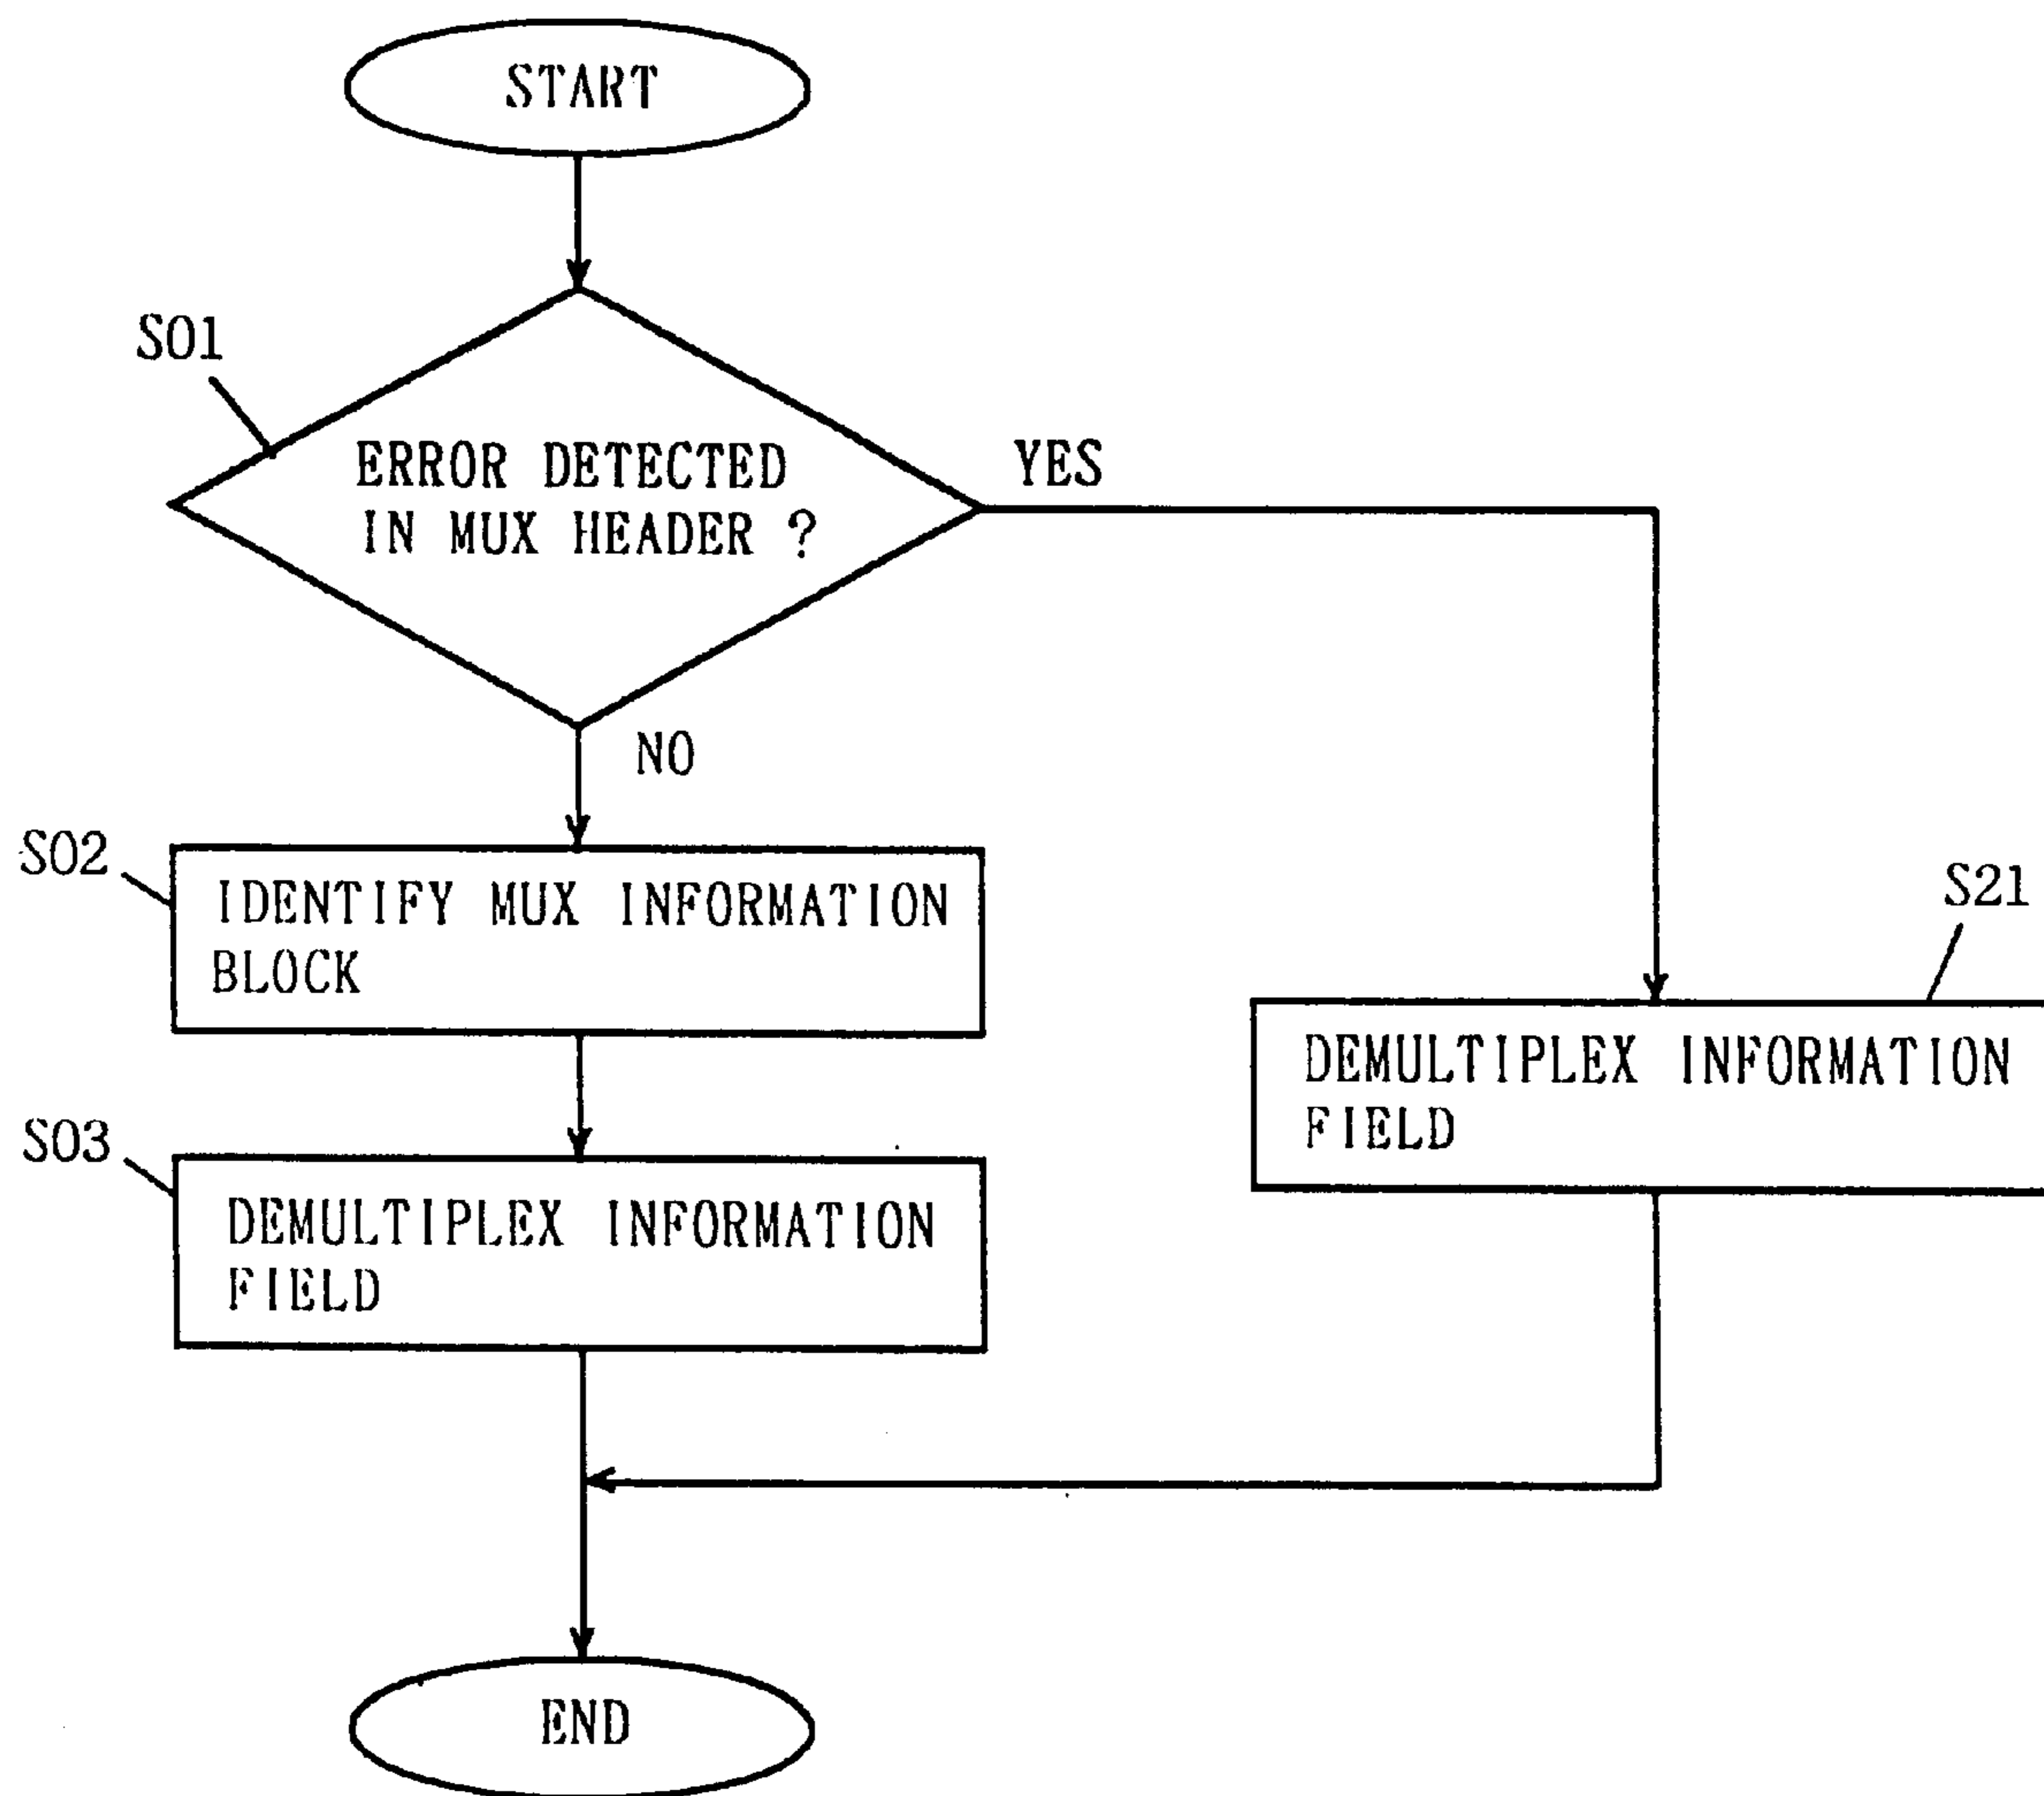 START
S01
ERROR DETECTED
IN MUX HEADER ?
YES
NO
S02
IDENTIFY MUX INFORMATION
BLOCK
S21
DEMULTIPLEX INFORMATION
FIELD
S03
DEMULTIPLEX INFORMATION
FIELD
END